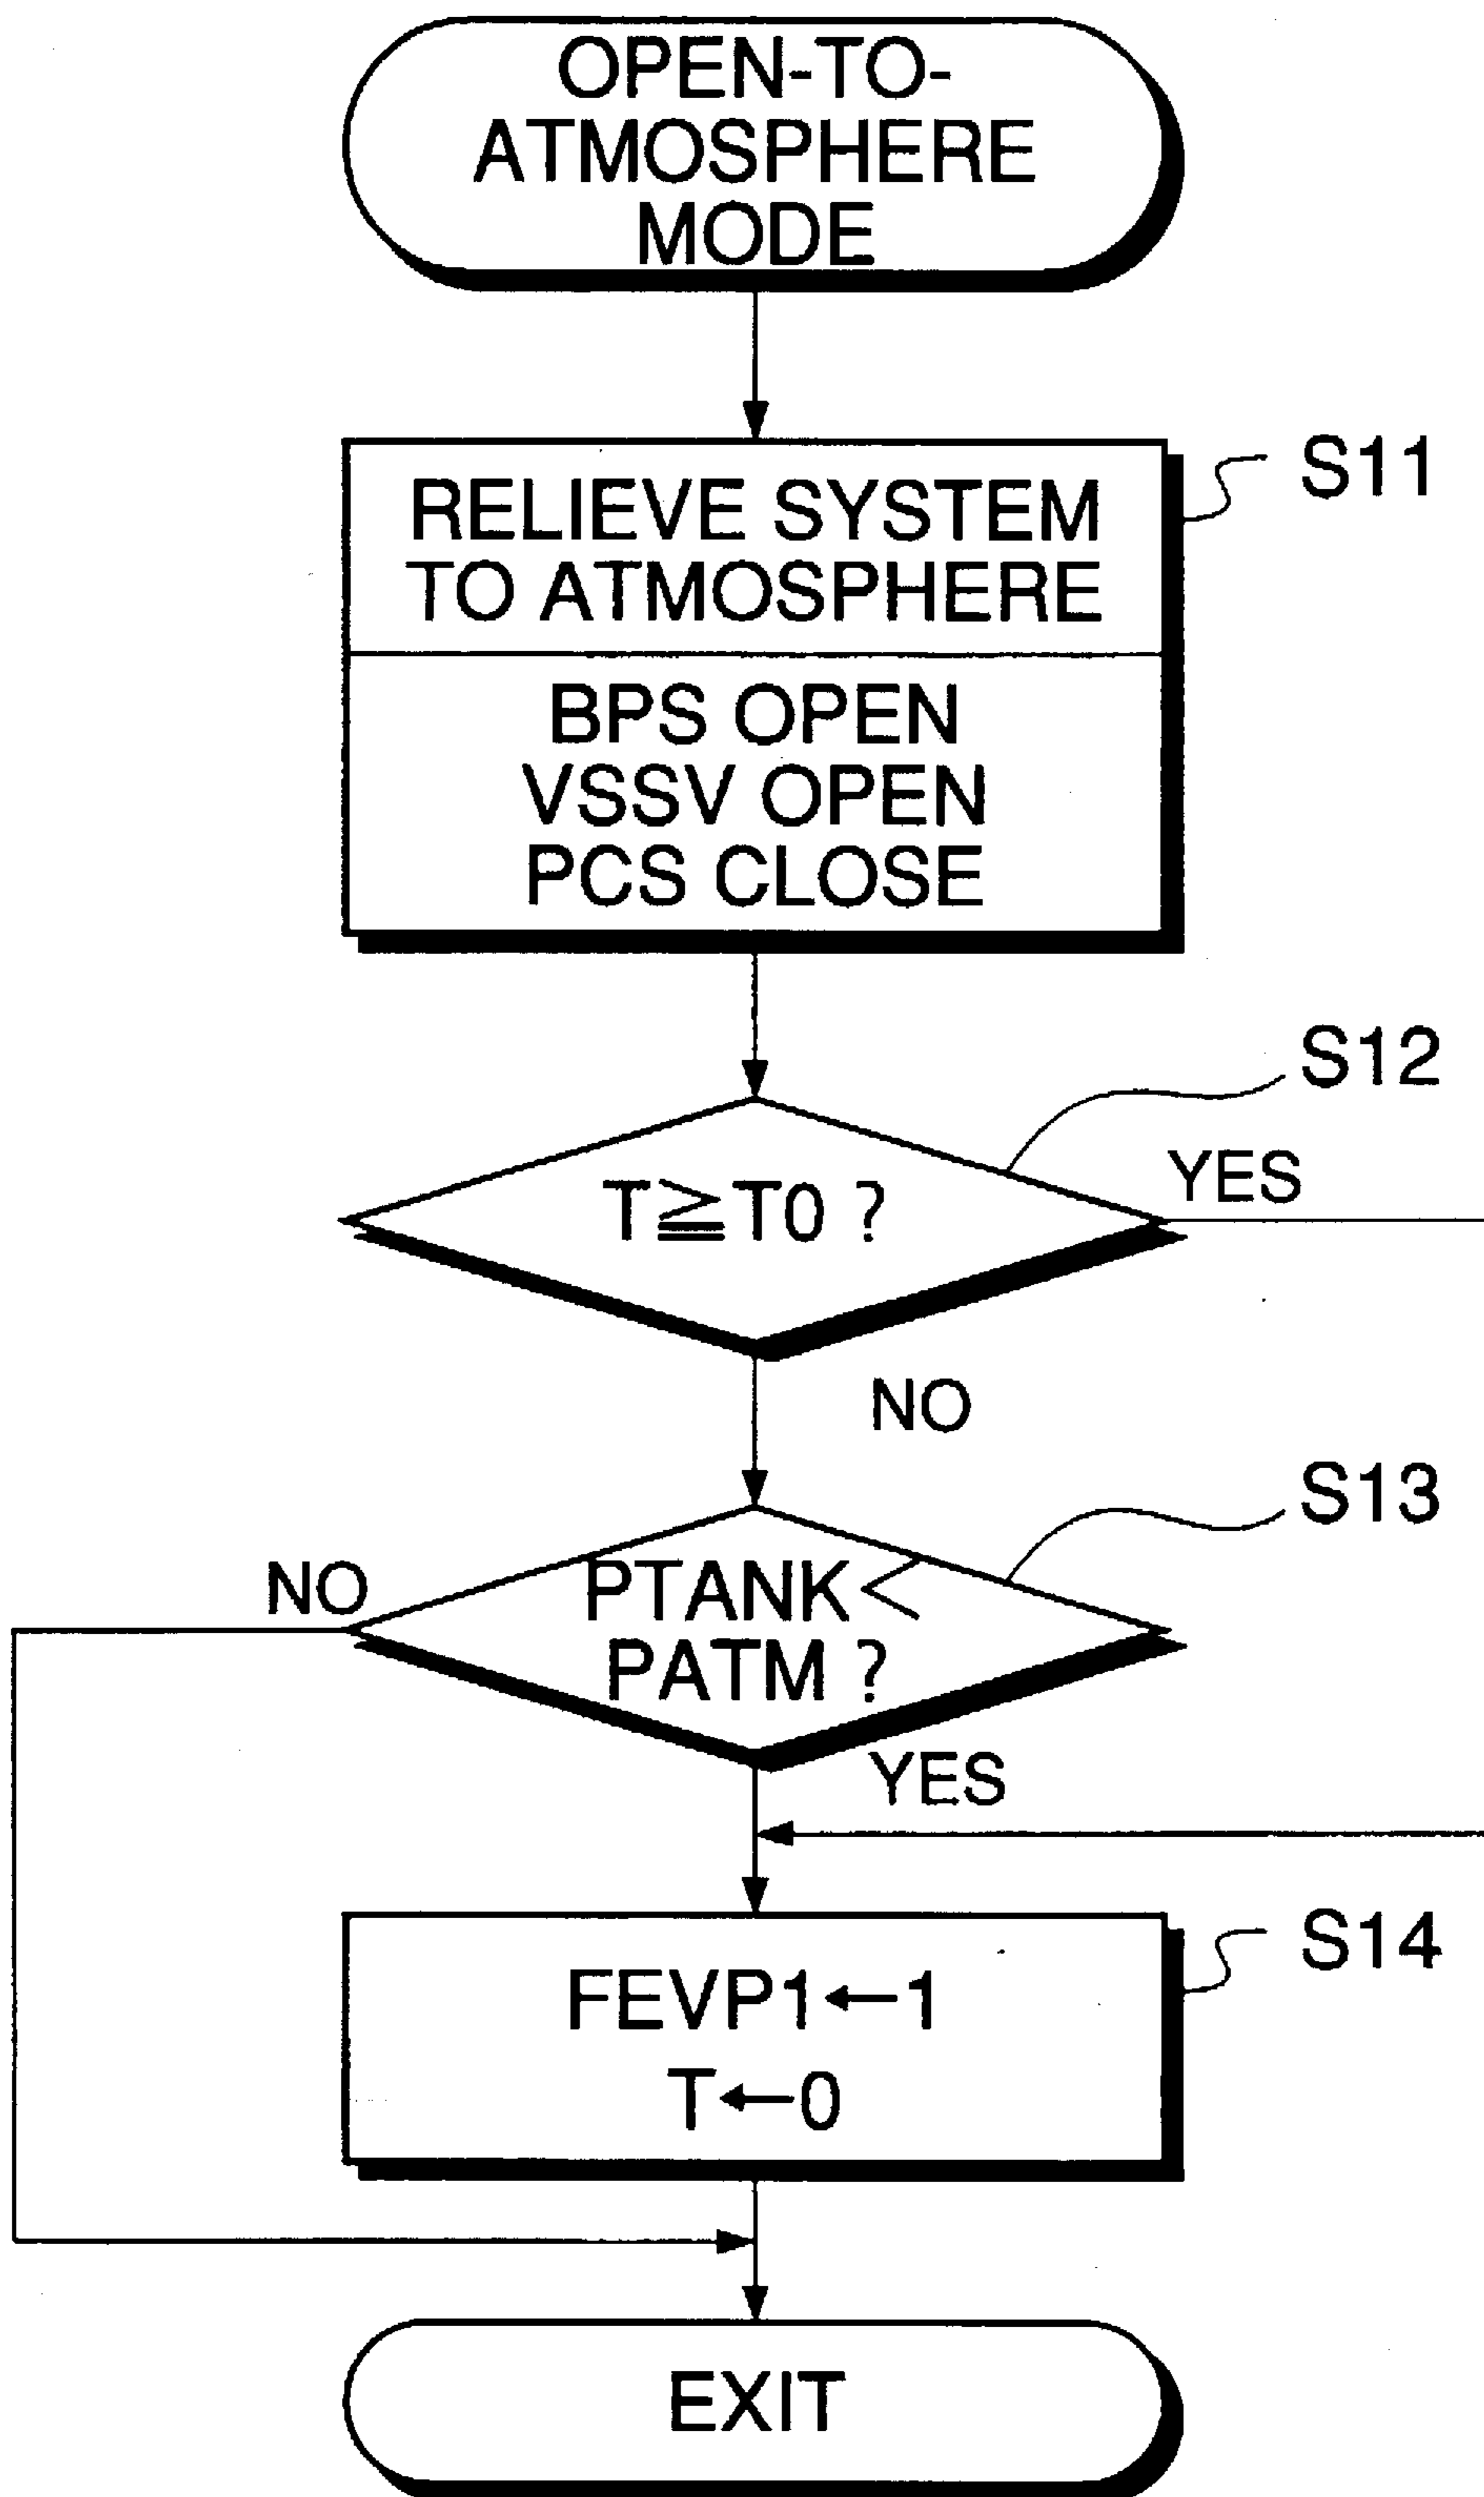 OPEN-TO-
ATMOSPHERE
MODE
RELIEVE SYSTEM
TO ATMOSPHERE
S11
BPS OPEN
VSSV OPEN
PCS CLOSE
S12
T≧T0 ?
YES
NO
S13
NO
PTANK<
PATM ?
YES
S14
FEVP1←1
T←0
EXIT